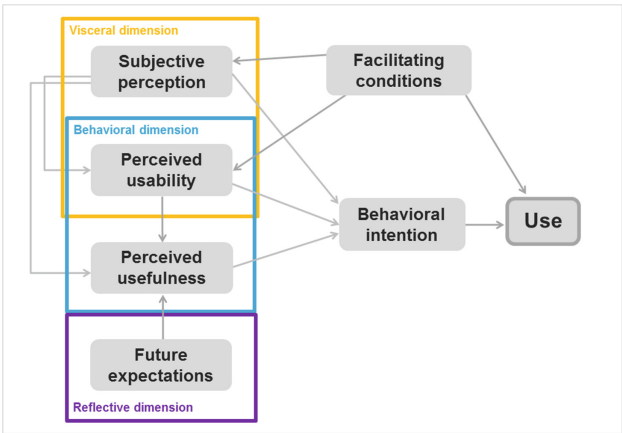 Visceral dimension
Subjective
perception
Facilitating
conditions
Behavioral dimension
Perceived
usability
Behavioral
intention
Use
Perceived
usefulness
Future
expectations
Reflective dimension